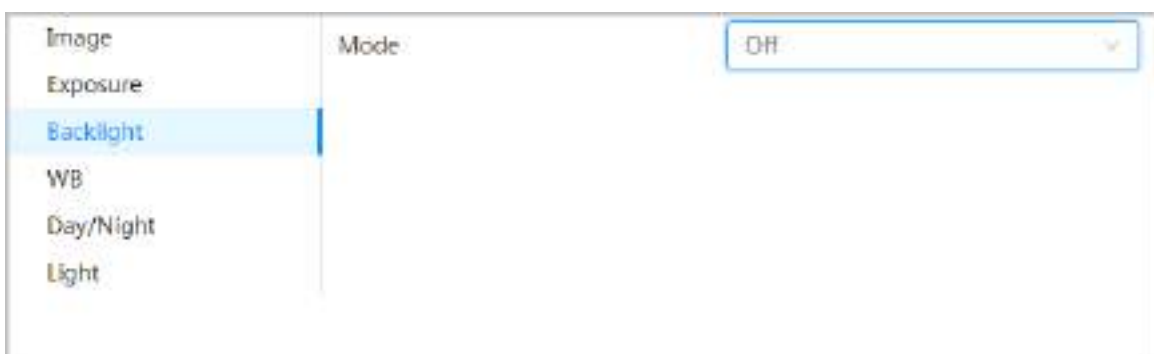 Image
Mode
Off
Exposure
Backlight
WB
Day/Night
Light